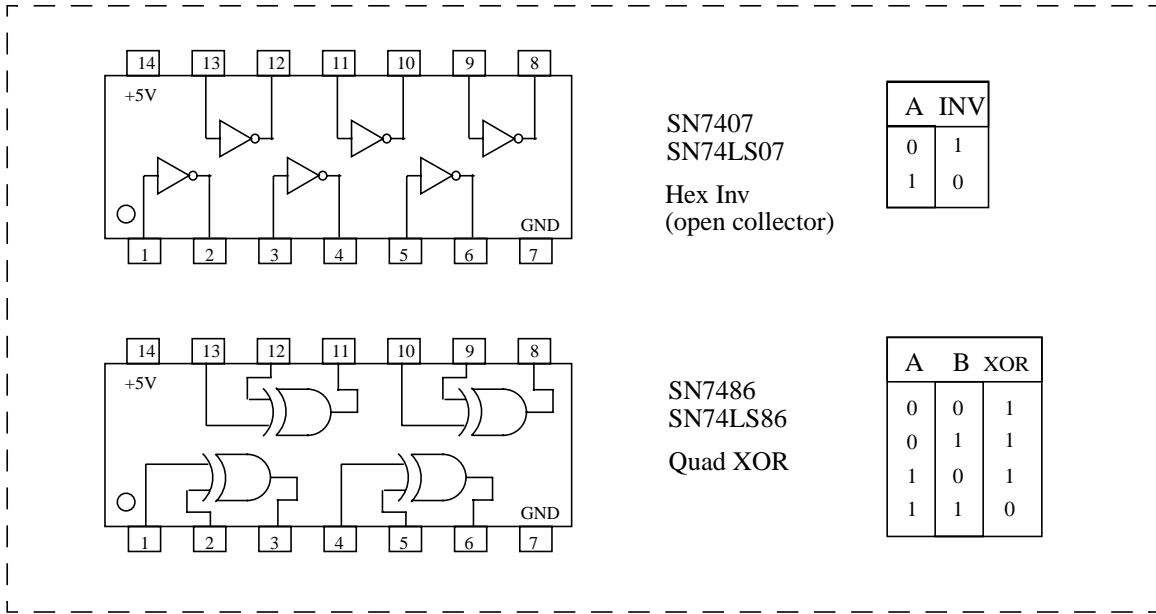 14 13 12 11 10 9 8
+5V
GND
1 2 3 4 5 6 7
SN7407
SN74LS07
Hex Inv
(open collector)
A INV
0 1
1 0
14 13 12 11 10 9 8
+5V
GND
1 2 3 4 5 6 7
SN7486
SN74LS86
Quad XOR
A B XOR
0 0 1
0 1 1
1 0 1
1 1 0